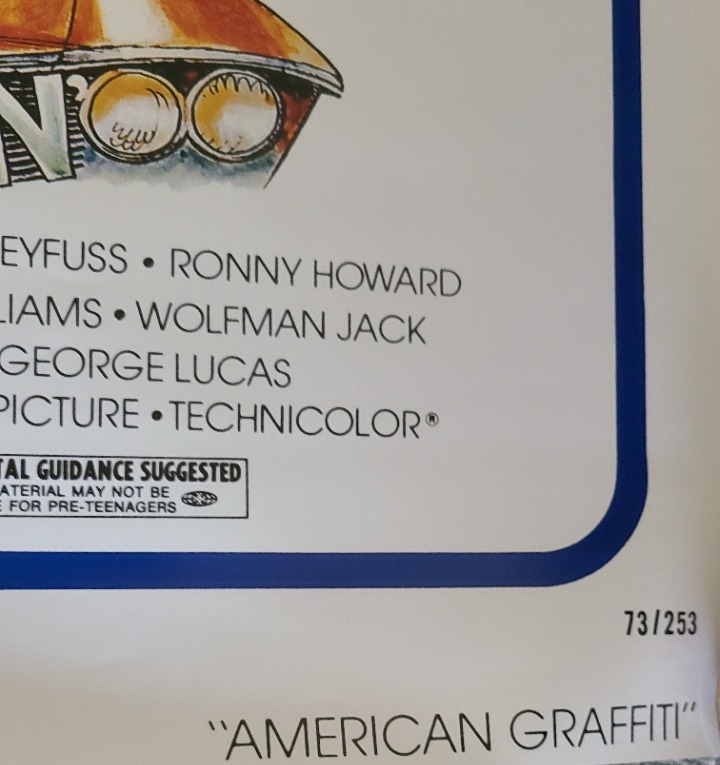 N'
EYFUSS • RONNY HOWARD
LIAMS • WOLFMAN JACK
GEORGE LUCAS
PICTURE • TECHNICOLOR®
TAL GUIDANCE SUGGESTED
ATERIAL MAY NOT BE
E FOR PRE-TEENAGERS
73/253
"AMERICAN GRAFFITI"